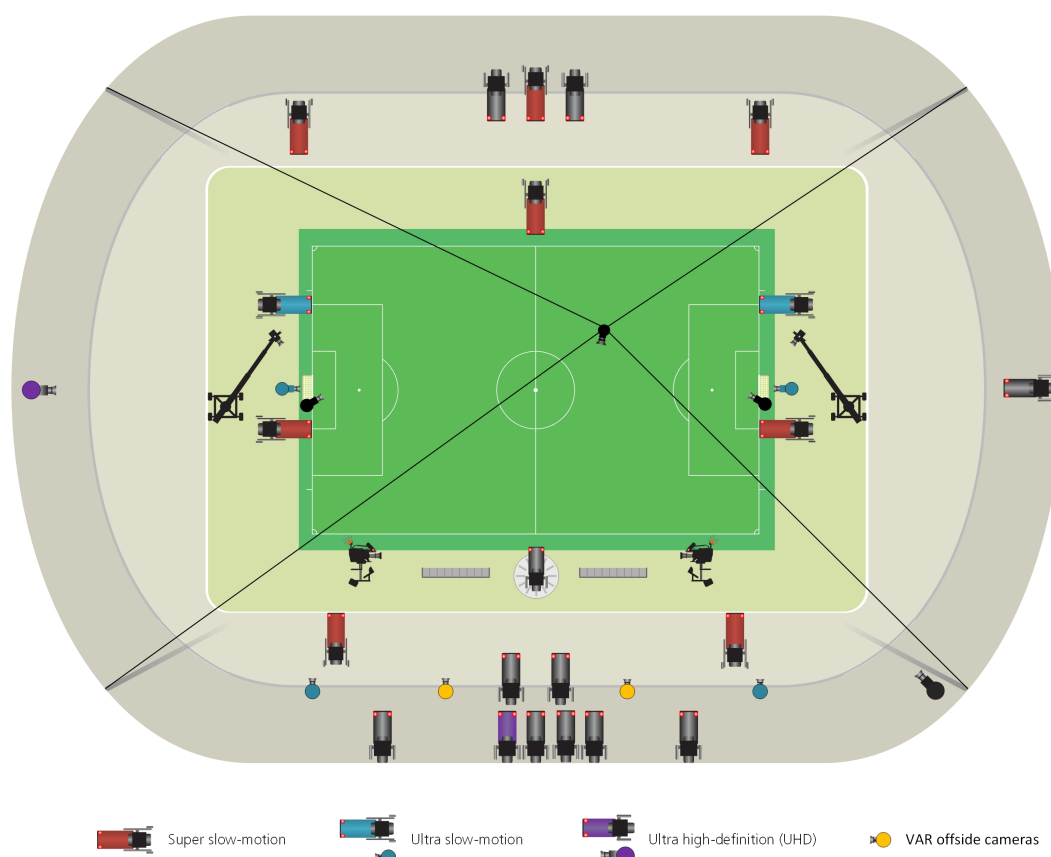 Super slow-motion
Ultra slow-motion
Ultra high-definition (UHD)
VAR offside cameras